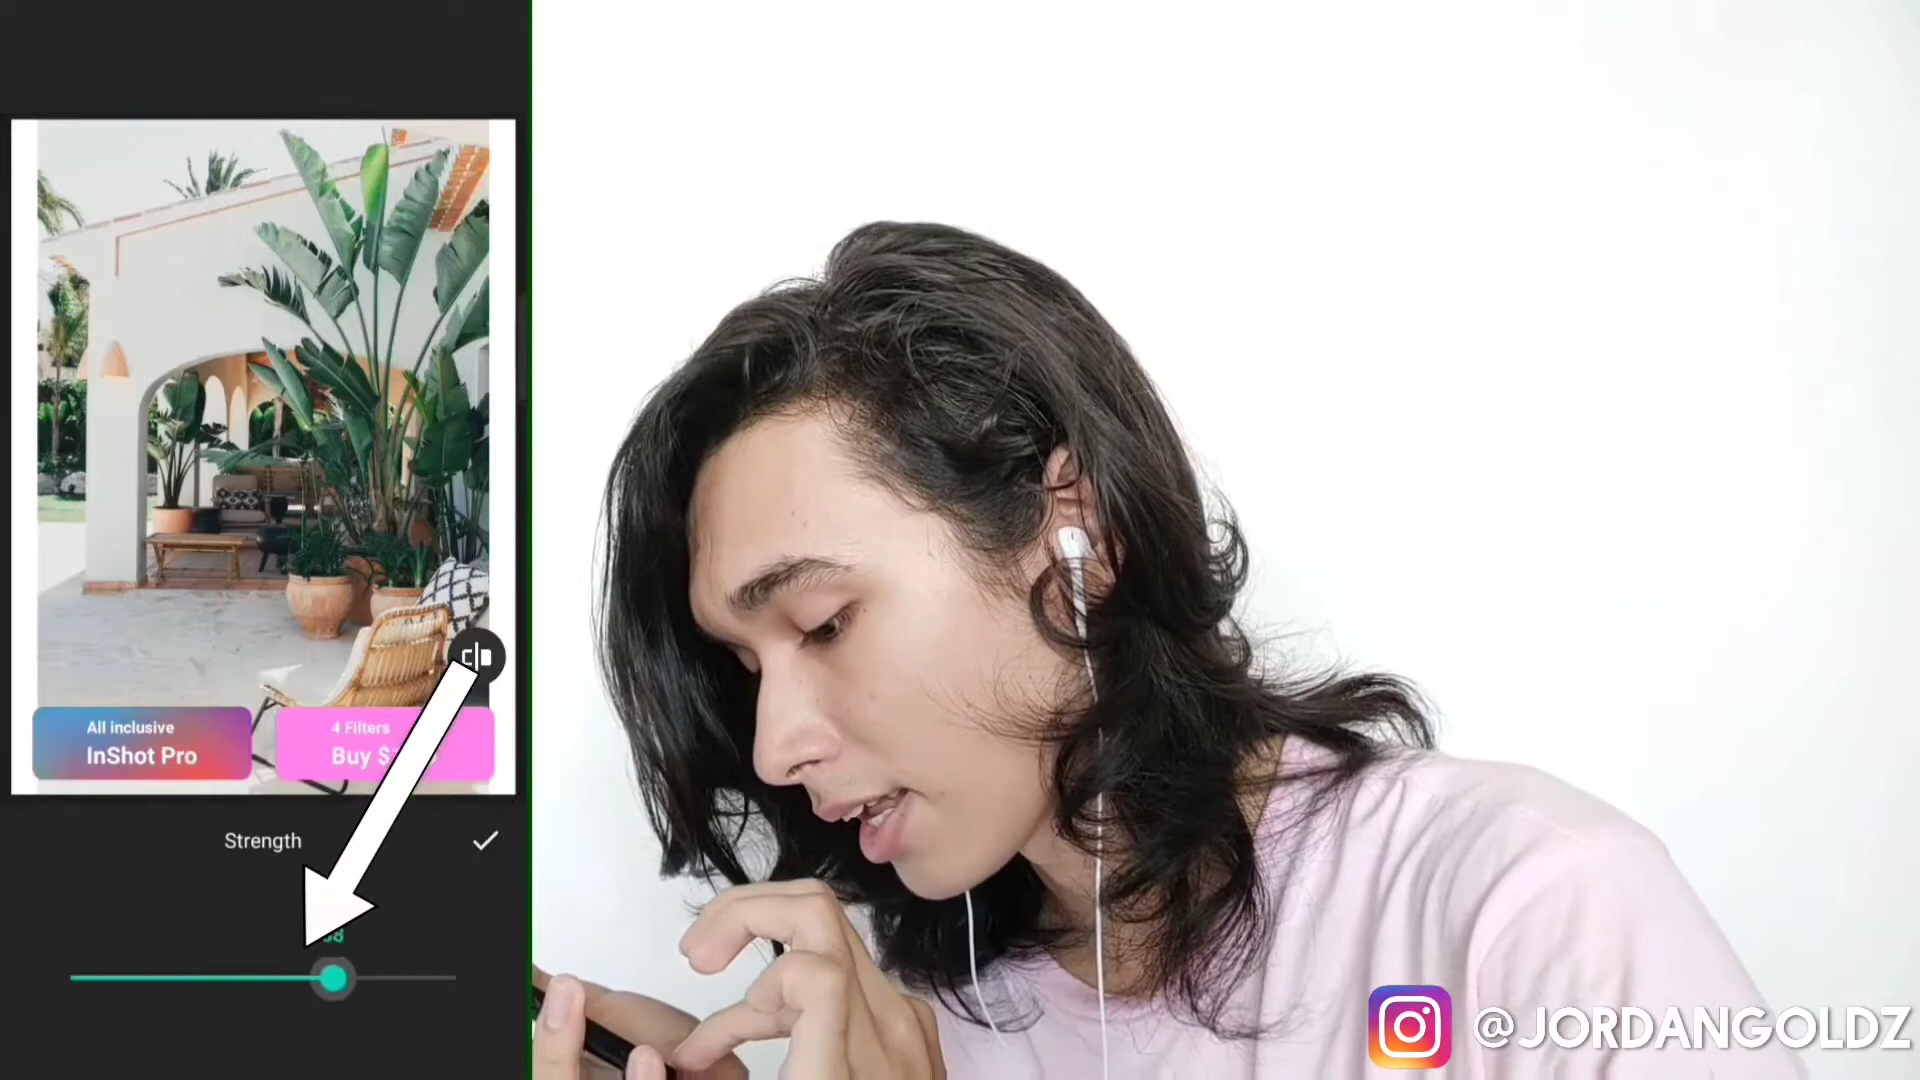 All inclusive
InShot Pro
4 Filters
Buy
Strength
@JORDANGOLDZ